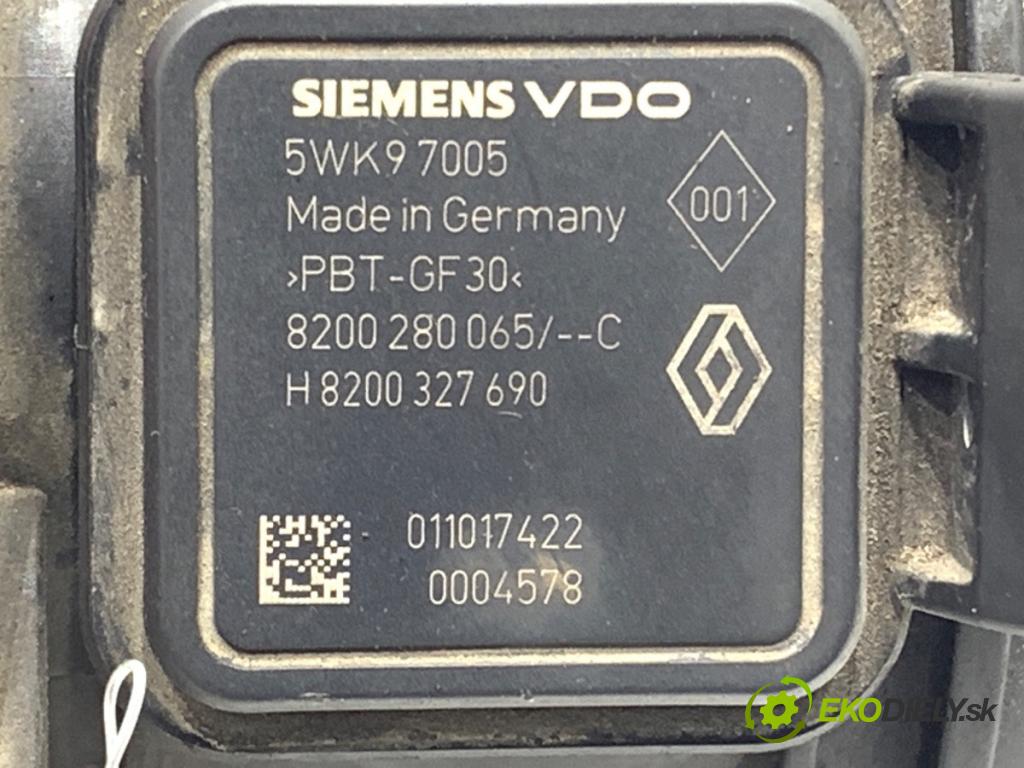 SIEMENS VDO
5WK9 7005
Made in Germany
001
>PBT-GF30<
8200 280 065/--C
H 8200 327 690
011017422
0004578
EKODIELY.sk